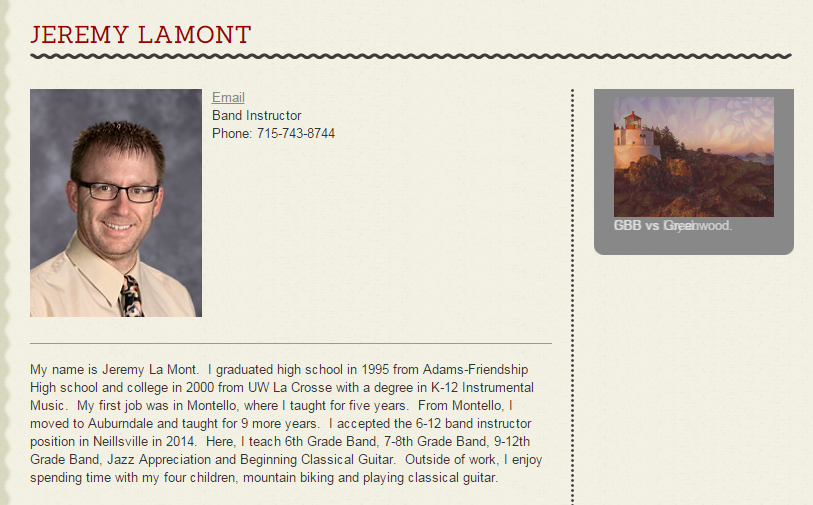 JEREMY LAMONT
Email
Band Instructor
Phone: 715-743-8744
GBB vs
My name is Jeremy La Mont.  I graduated high school in 1995 from Adams-Friendship
High school and college in 2000 from UW La Crosse with a degree in K-12 Instrumental
Music.  My first job was in Montello, where I taught for five years.  From Montello, I
moved to Auburndale and taught for 9 more years.  I accepted the 6-12 band instructor
position in Neillsville in 2014.  Here, I teach 6th Grade Band, 7-8th Grade Band, 9-12th
Grade Band, Jazz Appreciation and Beginning Classical Guitar.  Outside of work, I enjoy
spending time with my four children, mountain biking and playing classical guitar.